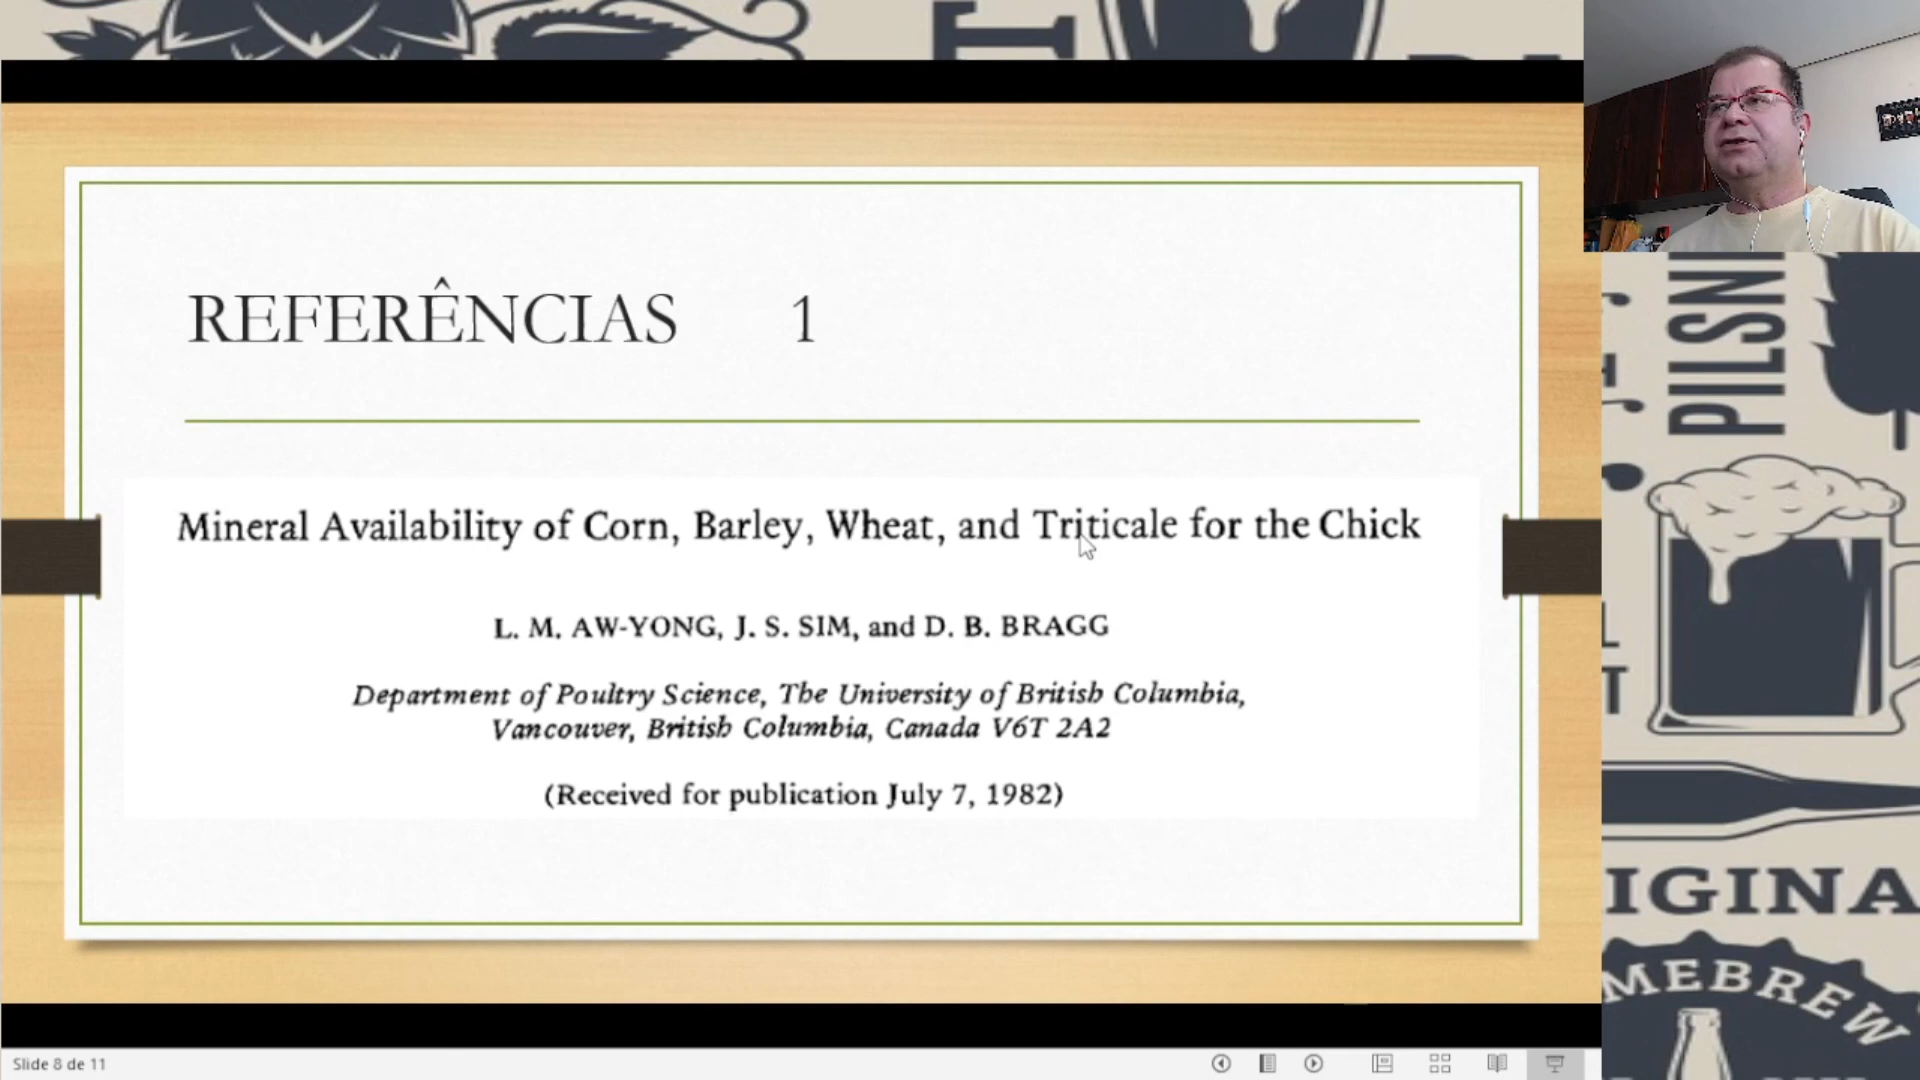 REFERÊNCIAS 1
Mineral Availability of Corn, Barley, Wheat, and Triticale for the Chick
L. M. AW-YONG, J. S. SIM, and D. B. BRAGG
Department of Poultry Science, The University of British Columbia,
Vancouver, British Columbia, Canada V6T 2A2
(Received for publication July 7, 1982)
Slide 8 de 11
PILSN
IGINA
MEBREW